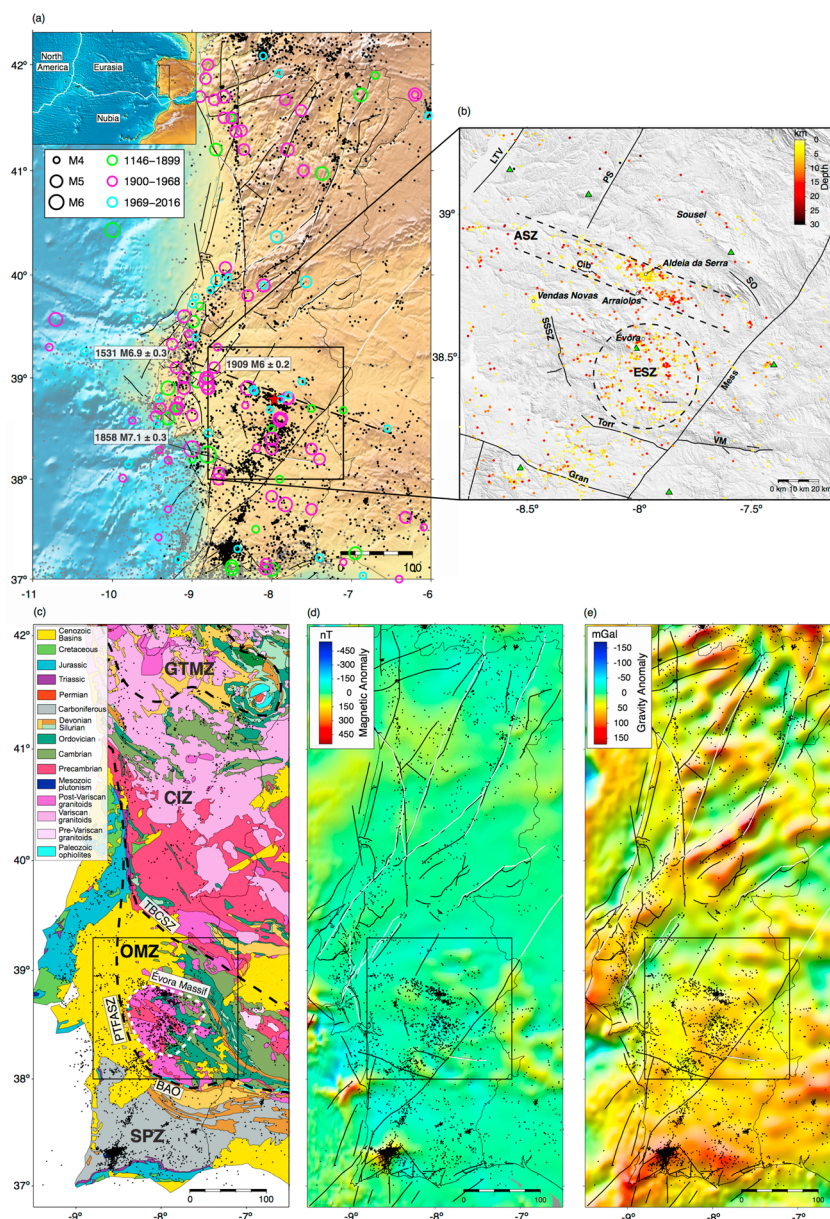 (a)
42°
41°
40°
39°
38°
37°
-11
-10
-9
-8
-7
-6
North
America
Eurasia
Nubia
M4
M5
M6
1146–1899
1900–1968
1969–2016
1531 M6.9 ± 0.3
1909 M6 ± 0.2
1858 M7.1 ± 0.3
0
100
(b)
km
0
5
10
15
20
25
30
Depth
LTV
PS
39°
Sousel
ASZ
Cib
Aldeia da Serra
SO
Vendas Novas
Arraiolos
SSSZ
Evora
38.5°
ESZ
Mess
Torr
VM
Gran
0 km 10 km 20 km
-8.5°
-8°
-7.5°
(c)
Cenozoic
Basins
Cretaceous
Jurassic
Triassic
Permian
Carboniferous
Devonian
Silurian
Ordovician
Cambrian
Precambrian
Mesozoic
plutonism
Post-Variscan
granitoids
Variscan
granitoids
Pre-Variscan
granitoids
Paleozoic
ophiolites
GTMZ
CIZ
TBCSZ
OMZ
Évora Massif
PTFASZ
BAO
SPZ
42°
41°
40°
39°
38°
37°
0
100
-9°
-8°
-7°
(d)
nT
-450
-300
-150
0
150
300
450
Magnetic Anomaly
0
100
-9°
-8°
-7°
(e)
mGal
-150
-100
-50
0
50
100
150
Gravity Anomaly
0
100
-9°
-8°
-7°